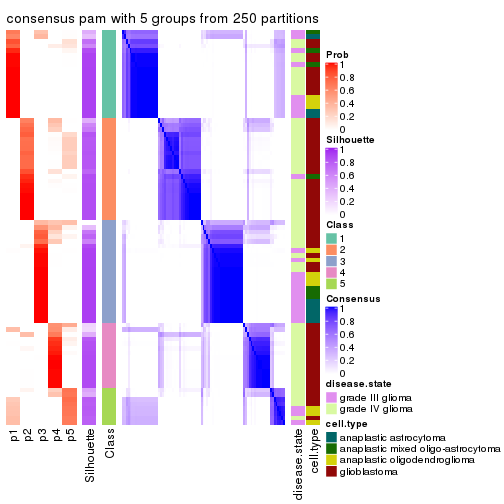 consensus pam with 5 groups from 250 partitions
Prob
1
0.8
0.6
0.4
0.2
0
Silhouette
1
0.8
0.6
0.4
0.2
0
Class
1
2
3
4
5
Consensus
1
0.8
0.6
0.4
0.2
0
disease.state
grade III glioma
grade IV glioma
cell.type
anaplastic astrocytoma
anaplastic mixed oligo-astrocytoma
anaplastic oligodendroglioma
glioblastoma
p1
p2
p3
p4
p5
Silhouette
Class
disease.state
cell.type